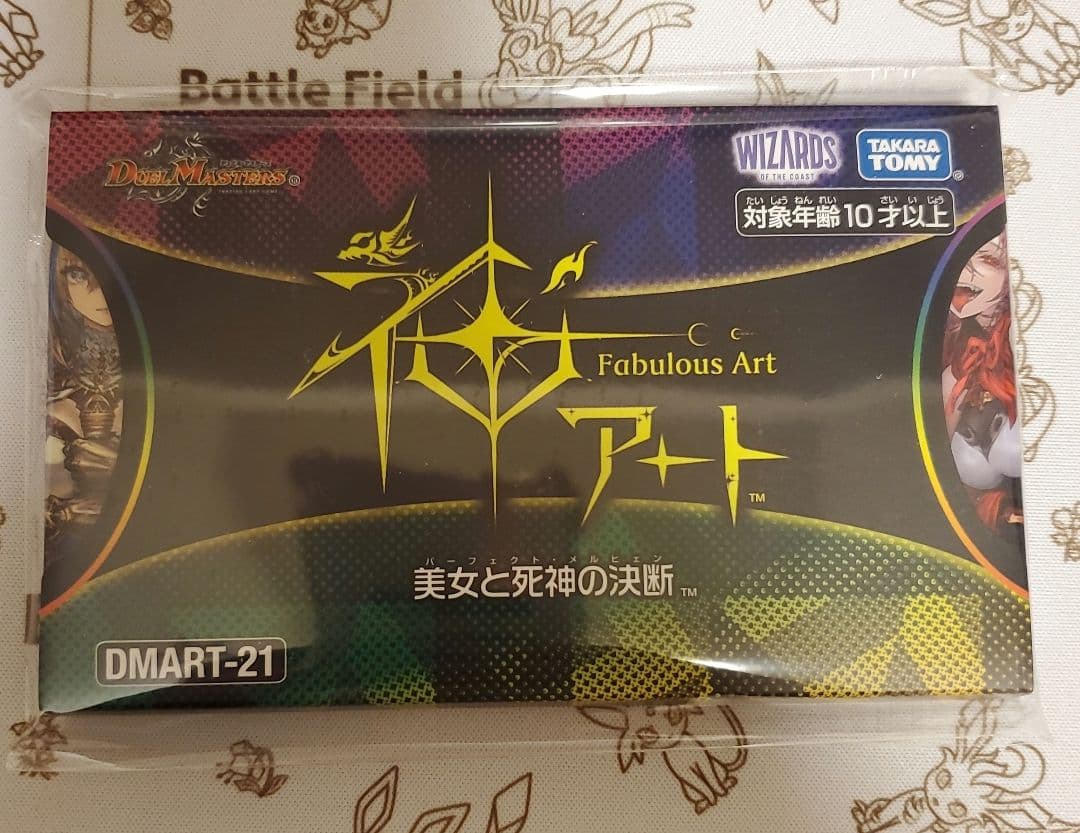 Battle Field
DUEL MASTERS
TRADING CARD GAME
WIZARDS
OF THE COAST
TAKARA
TOMY
たいしょうねんれい さいいじょう
対象年齢10才以上
神
Fabulous Art
アート
TM
パーフェクト・メルヒェン
美女と死神の決断 TM
DMART-21